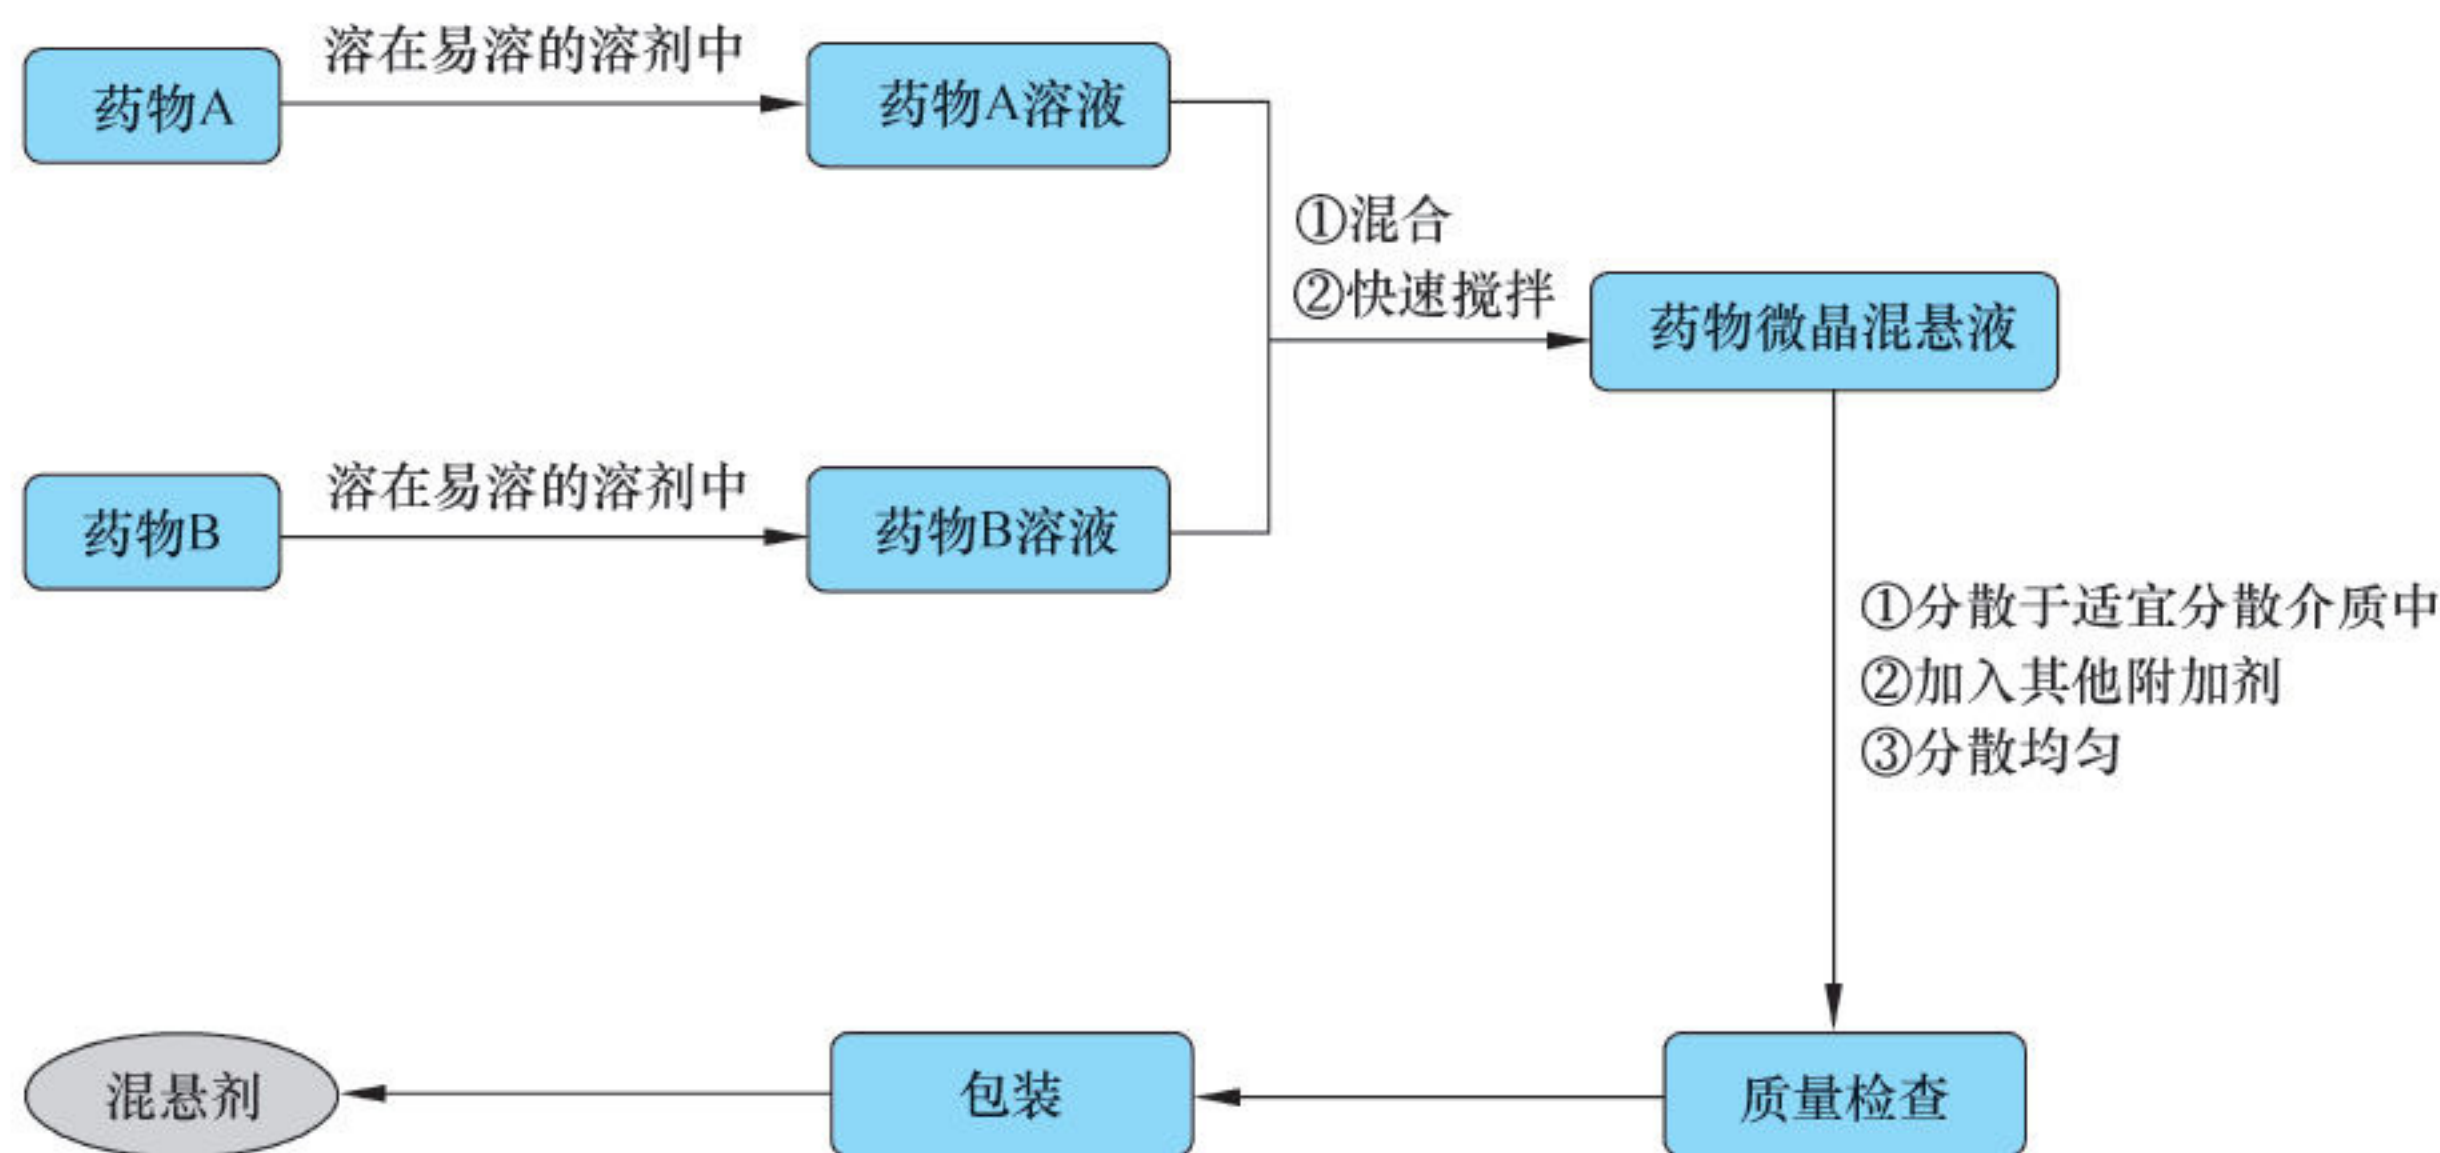 药物A
溶在易溶的溶剂中
药物A溶液
①混合
②快速搅拌
药物微晶混悬液
药物B
溶在易溶的溶剂中
药物B溶液
①分散于适宜分散介质中
②加入其他附加剂
③分散均匀
混悬剂
包装
质量检查